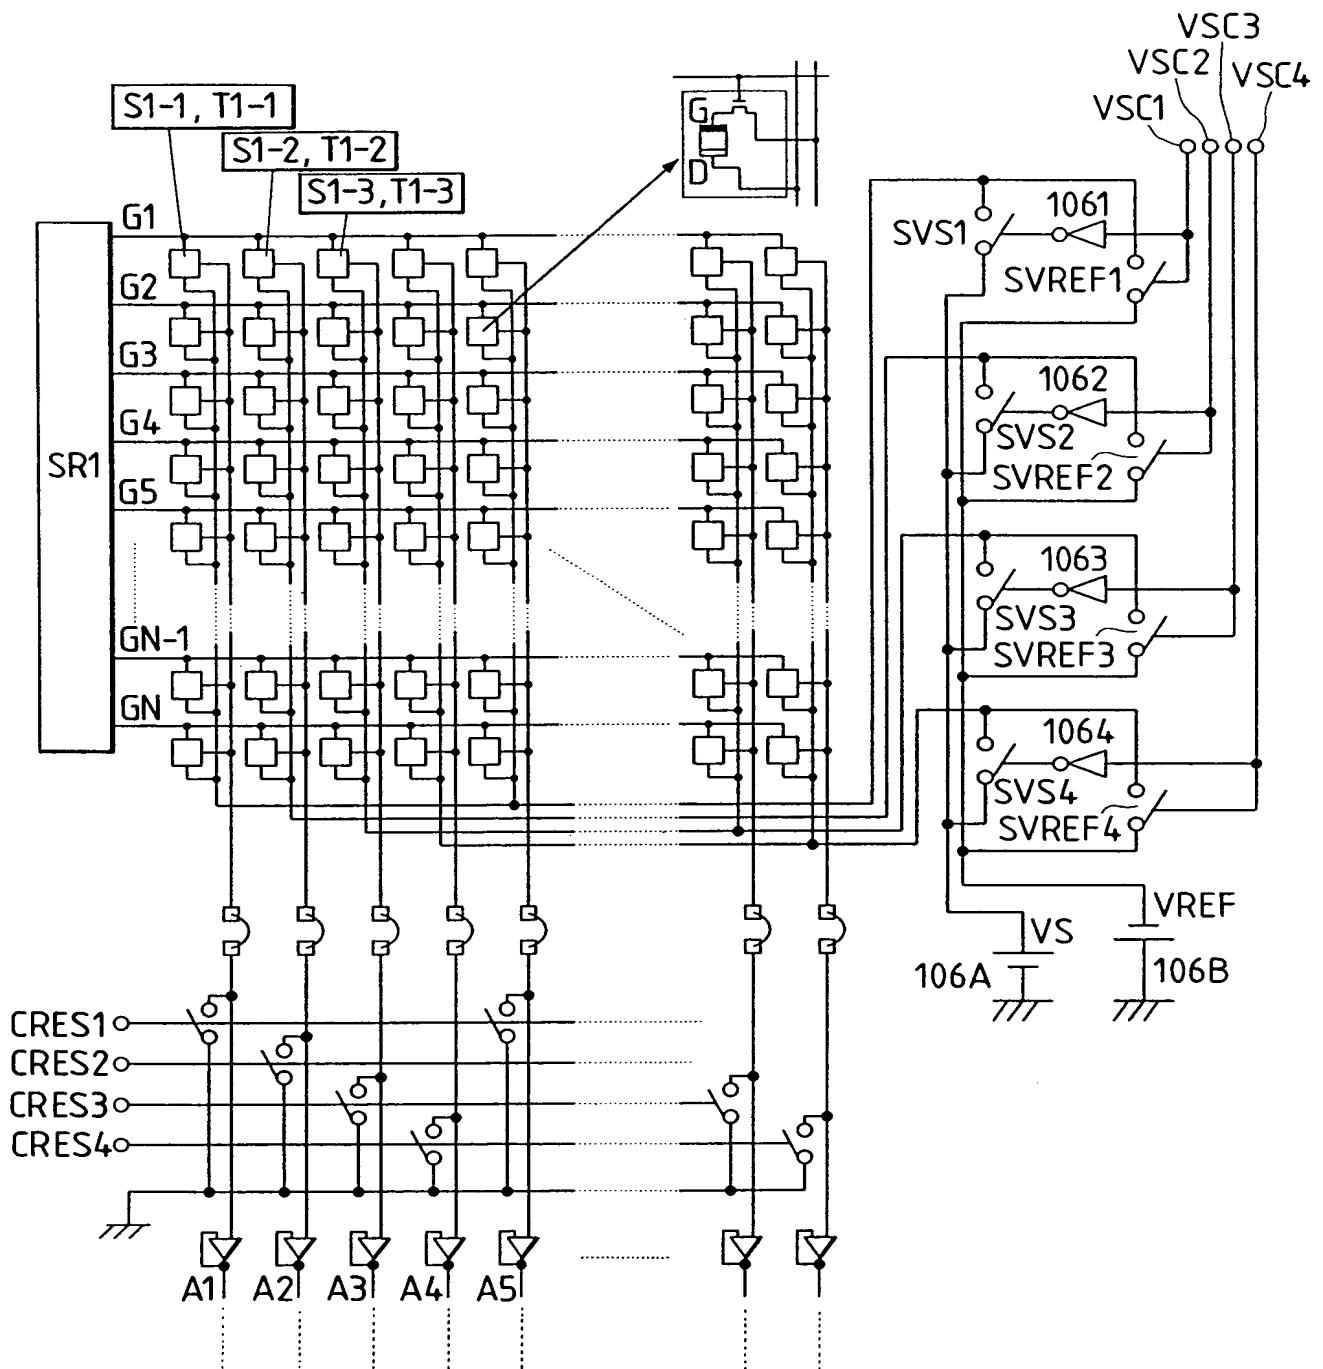 VSC3
VSC2
VSC4
VSC1
S1-1, T1-1
S1-2, T1-2
S1-3, T1-3
G
D
G1
G2
G3
G4
G5
GN-1
GN
SR1
SVS1
1061
SVREF1
1062
SVS2
SVREF2
1063
SVS3
SVREF3
1064
SVS4
SVREF4
VS
VREF
106A
106B
CRES1
CRES2
CRES3
CRES4
A1
A2
A3
A4
A5